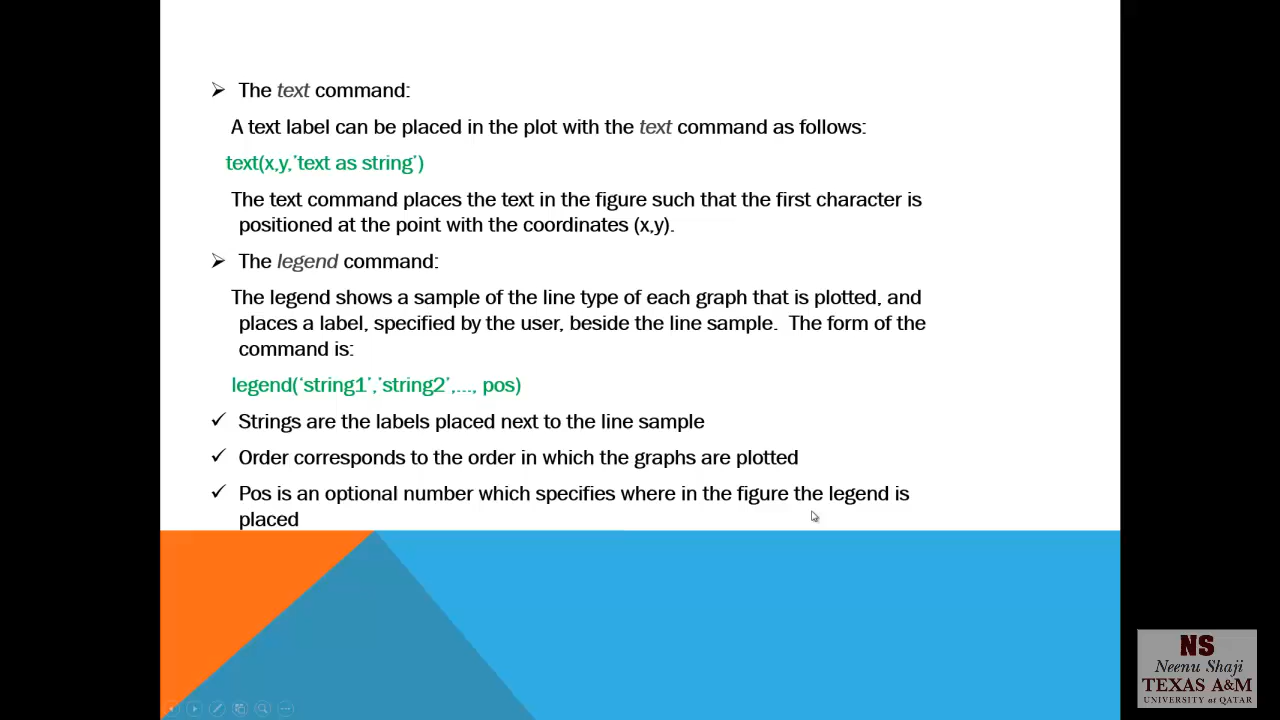 The text command:
A text label can be placed in the plot with the text command as follows:
text(x,y,'text as string')
The text command places the text in the figure such that the first character is
positioned at the point with the coordinates (x,y).
The legend command:
The legend shows a sample of the line type of each graph that is plotted, and
places a label, specified by the user, beside the line sample.  The form of the
command is:
legend('string1','string2',..., pos)
Strings are the labels placed next to the line sample
Order corresponds to the order in which the graphs are plotted
Pos is an optional number which specifies where in the figure the legend is
placed
NS
Neenu Shaji
TEXAS A&M
UNIVERSITY at QATAR